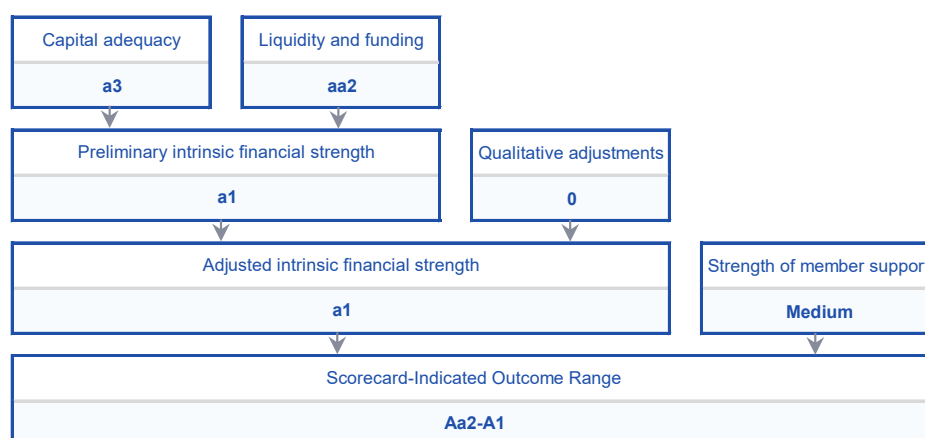 Capital adequacy
Liquidity and funding
a3
aa2
Preliminary intrinsic financial strength
Qualitative adjustments
a1
0
Adjusted intrinsic financial strength
Strength of member support
a1
Medium
Scorecard-Indicated Outcome Range
Aa2-A1